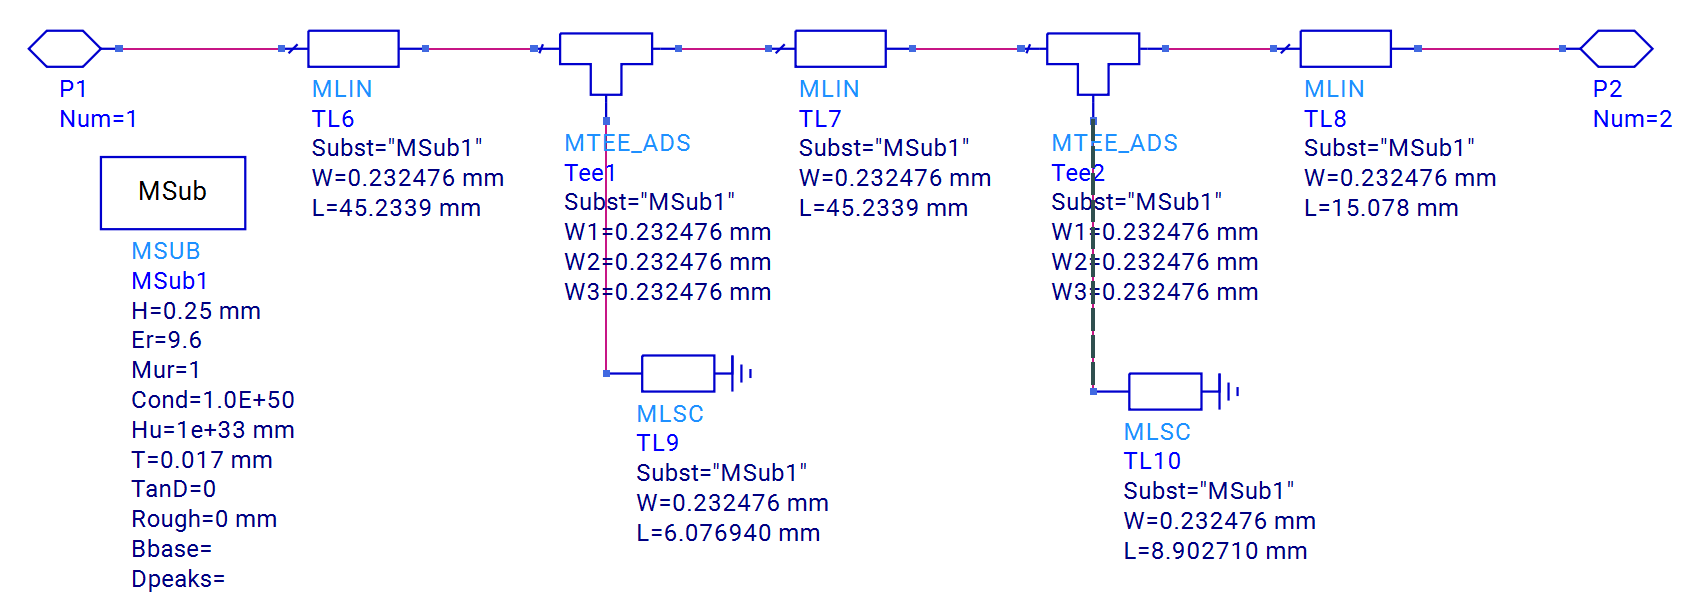 P1
Num=1
MLIN
TL6
Subst="MSub1"
W=0.232476 mm
L=45.2339 mm
MTEE_ADS
Tee1
Subst="MSub1"
W1=0.232476 mm
W2=0.232476 mm
W3=0.232476 mm
MLIN
TL7
Subst="MSub1"
W=0.232476 mm
L=45.2339 mm
MTEE_ADS
Tee2
Subst="MSub1"
W1=0.232476 mm
W2=0.232476 mm
W3=0.232476 mm
MLIN
TL8
Subst="MSub1"
W=0.232476 mm
L=15.078 mm
P2
Num=2
MSub
MSUB
MSub1
H=0.25 mm
Er=9.6
Mur=1
Cond=1.0E+50
Hu=1e+33 mm
T=0.017 mm
TanD=0
Rough=0 mm
Bbase=
Dpeaks=
MLSC
TL9
Subst="MSub1"
W=0.232476 mm
L=6.076940 mm
MLSC
TL10
Subst="MSub1"
W=0.232476 mm
L=8.902710 mm